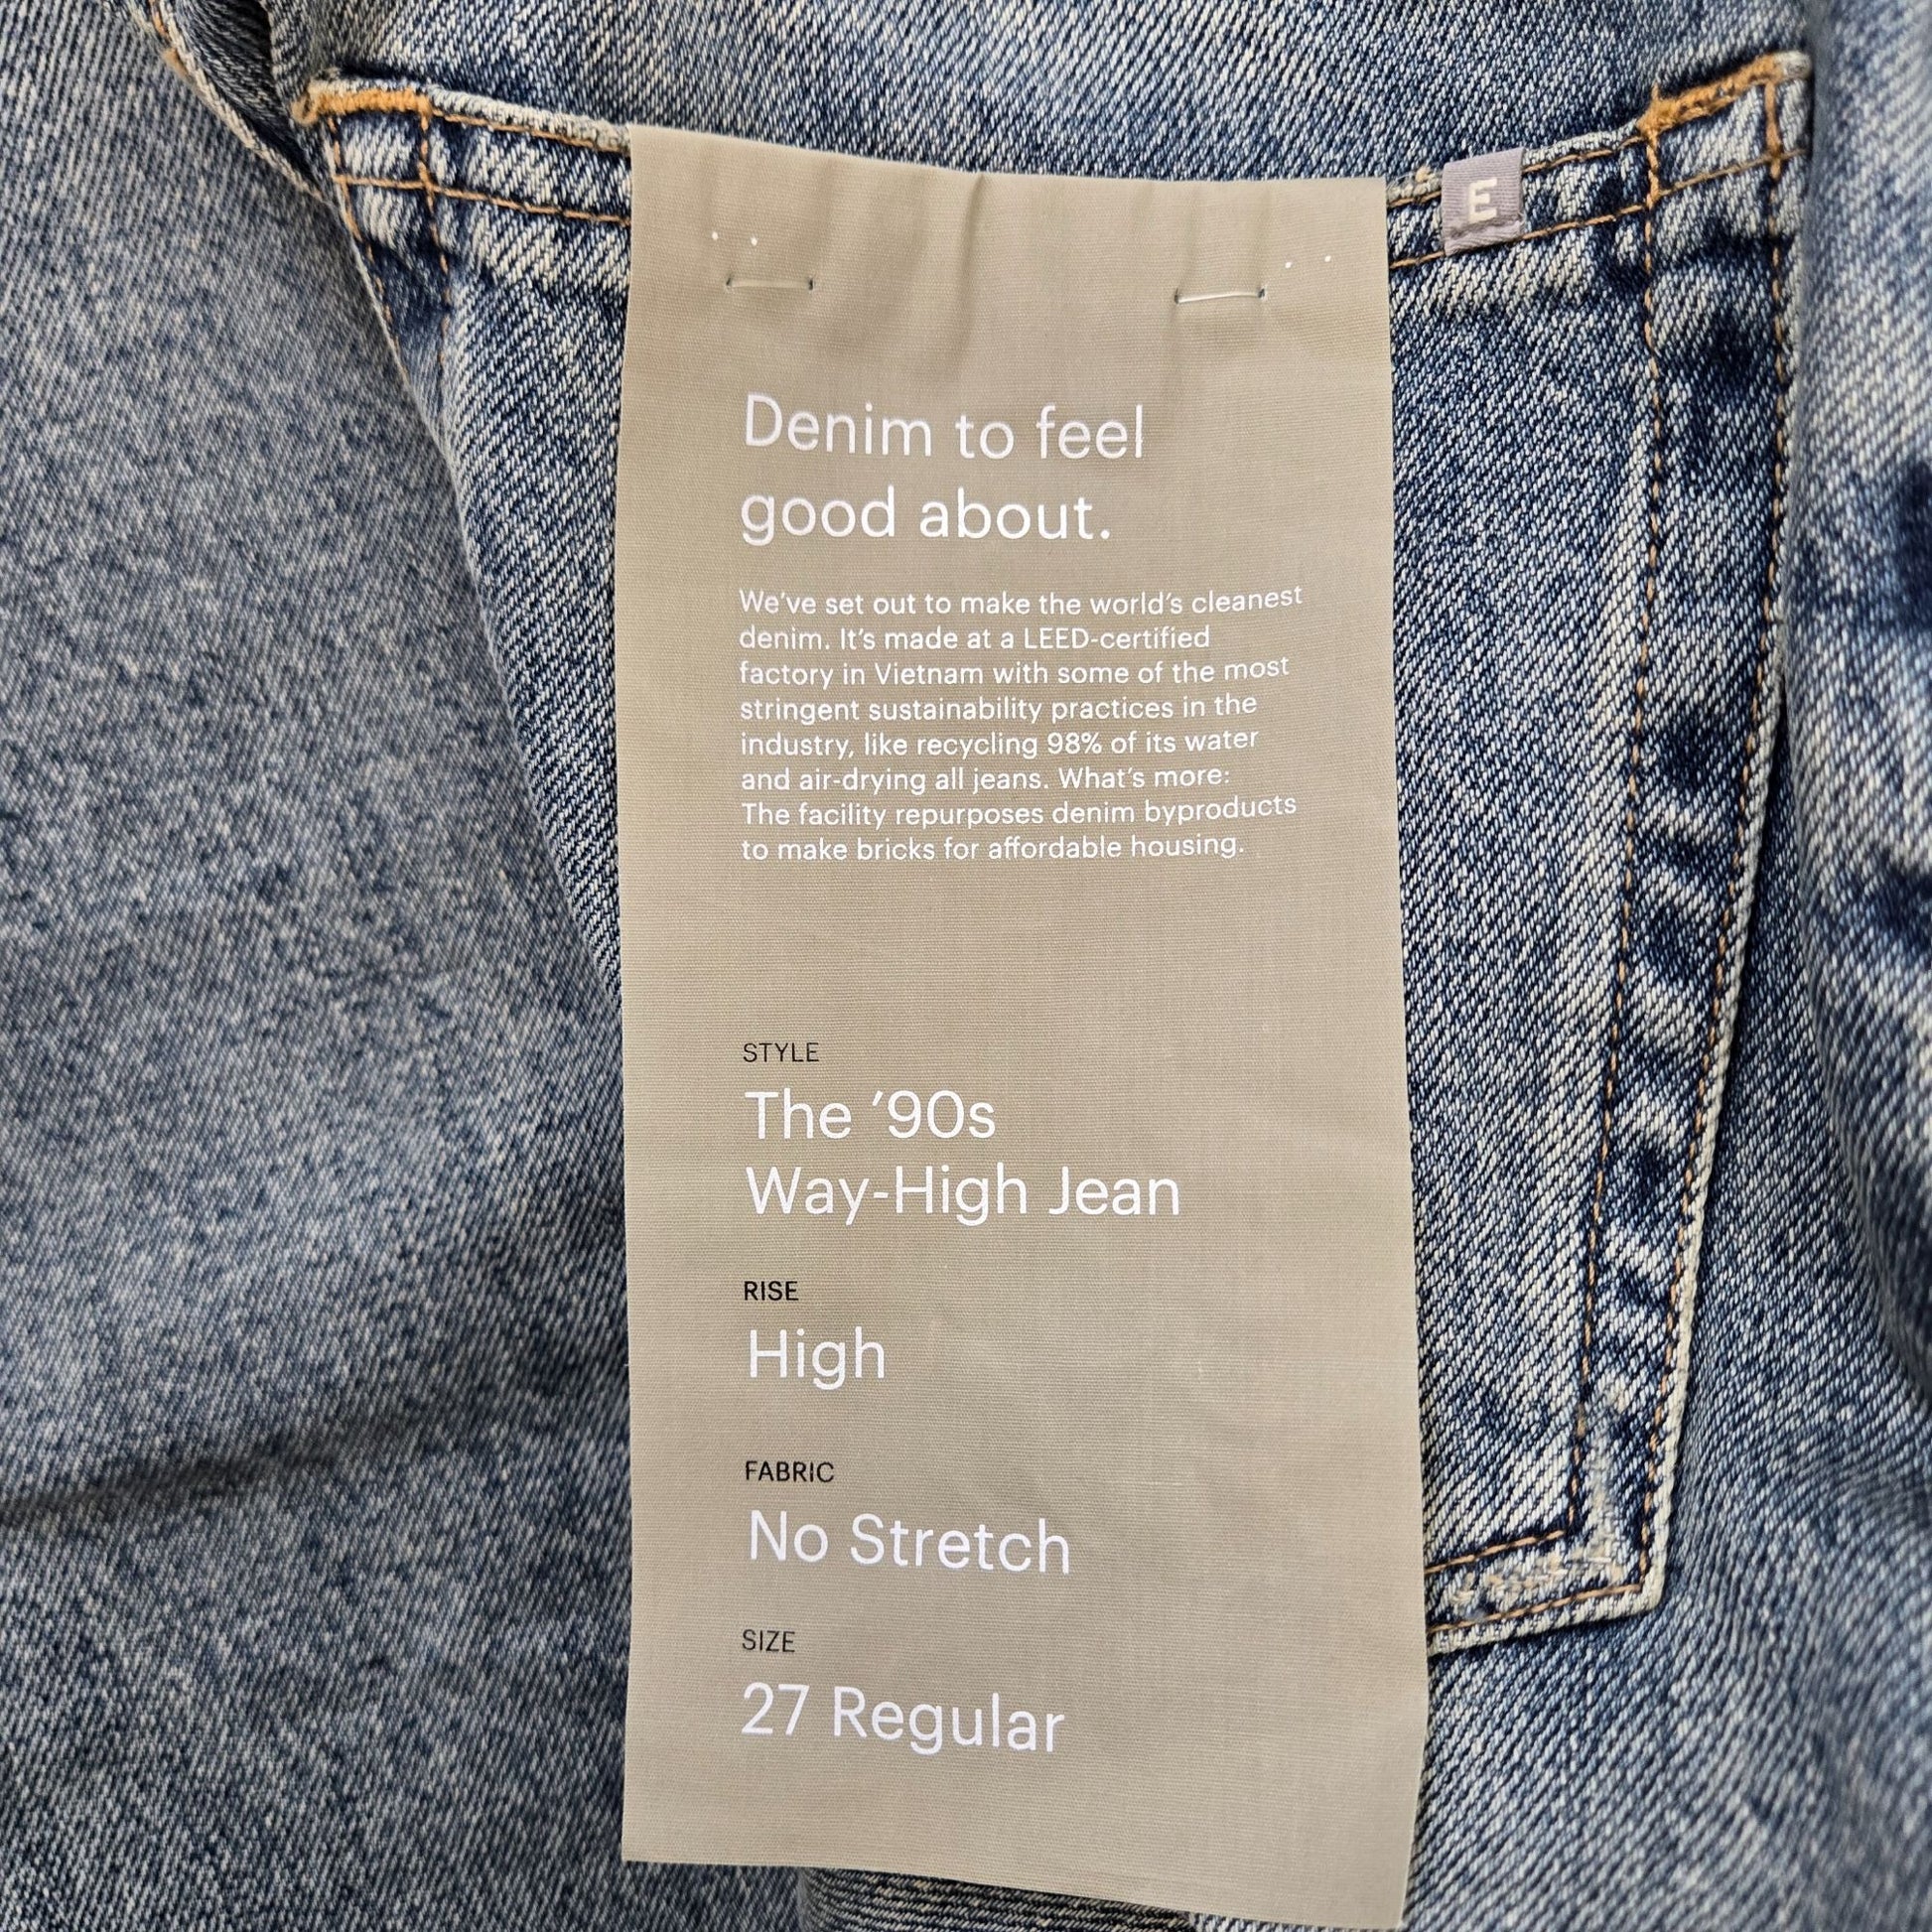 E
Denim to feel
good about.
We've set out to make the world's cleanest
denim. It's made at a LEED-certified
factory in Vietnam with some of the most
stringent sustainability practices in the
industry, like recycling 98% of its water
and air-drying all jeans. What's more:
The facility repurposes denim byproducts
to make bricks for affordable housing.
STYLE
The ’90s
Way-High Jean
RISE
High
FABRIC
No Stretch
SIZE
27 Regular